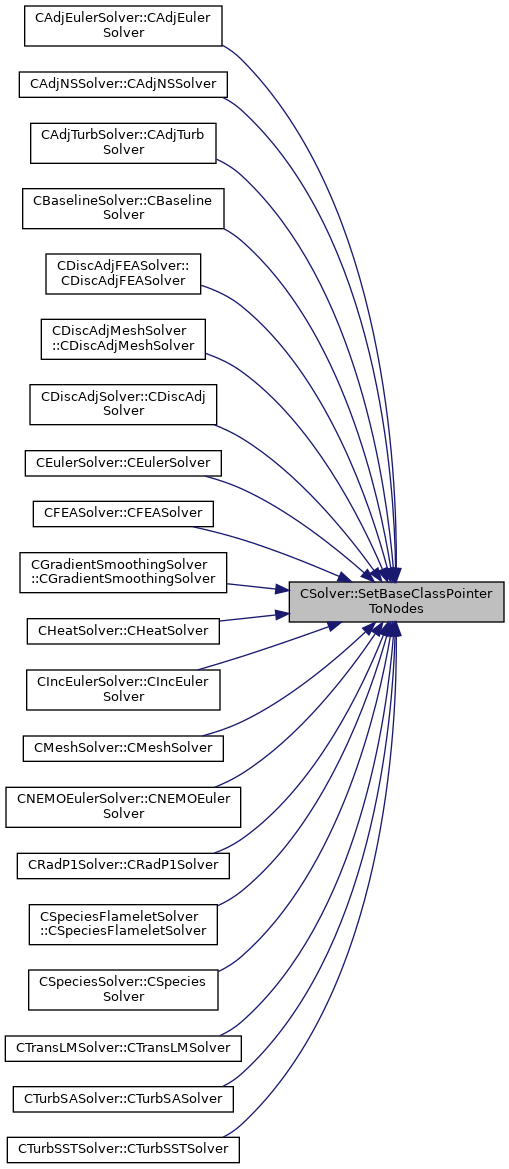 CAdjEulerSolver::CAdjEuler
Solver
CAdjNSSolver::CAdjNSSolver
CAdjTurbSolver::CAdjTurb
Solver
CBaselineSolver::CBaseline
Solver
CDiscAdjFEASolver::
CDiscAdjFEASolver
CDiscAdjMeshSolver
::CDiscAdjMeshSolver
CDiscAdjSolver::CDiscAdj
Solver
CEulerSolver::CEulerSolver
CFEASolver::CFEASolver
CGradientSmoothingSolver
::CGradientSmoothingSolver
CSolver::SetBaseClassPointer
ToNodes
CHeatSolver::CHeatSolver
CIncEulerSolver::CIncEuler
Solver
CMeshSolver::CMeshSolver
CNEMOEulerSolver::CNEMOEuler
Solver
CRadP1Solver::CRadP1Solver
CSpeciesFlameletSolver
::CSpeciesFlameletSolver
CSpeciesSolver::CSpecies
Solver
CTransLMSolver::CTransLMSolver
CTurbSASolver::CTurbSASolver
CTurbSSTSolver::CTurbSSTSolver